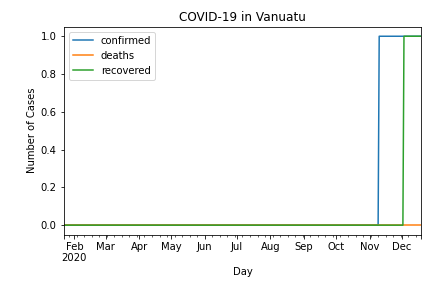 COVID-19 in Vanuatu
confirmed
deaths
recovered
Number of Cases
1.0
0.8
0.6
0.4
0.2
0.0
Feb Mar Apr May Jun Jul Aug Sep Oct Nov Dec
2020
Day